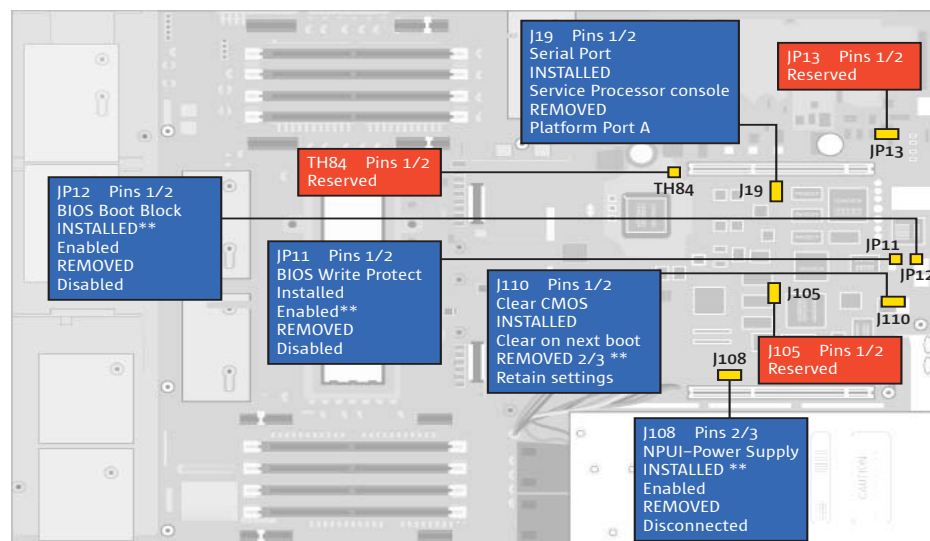 J19 Pins 1/2
Serial Port
INSTALLED
Service Processor console
REMOVED
Platform Port A
JP13 Pins 1/2
Reserved
JP13
TH84 Pins 1/2
Reserved
TH84
J19
JP12 Pins 1/2
BIOS Boot Block
INSTALLED**
Enabled
REMOVED
Disabled
JP11 Pins 1/2
BIOS Write Protect
Installed
Enabled**
REMOVED
Disabled
JP11
JP12
J110 Pins 1/2
Clear CMOS
INSTALLED
Clear on next boot
REMOVED 2/3 **
Retain settings
J105
J110
J108
J105 Pins 1/2
Reserved
J108 Pins 2/3
NPUI–Power Supply
INSTALLED **
Enabled
REMOVED
Disconnected
CAUTION